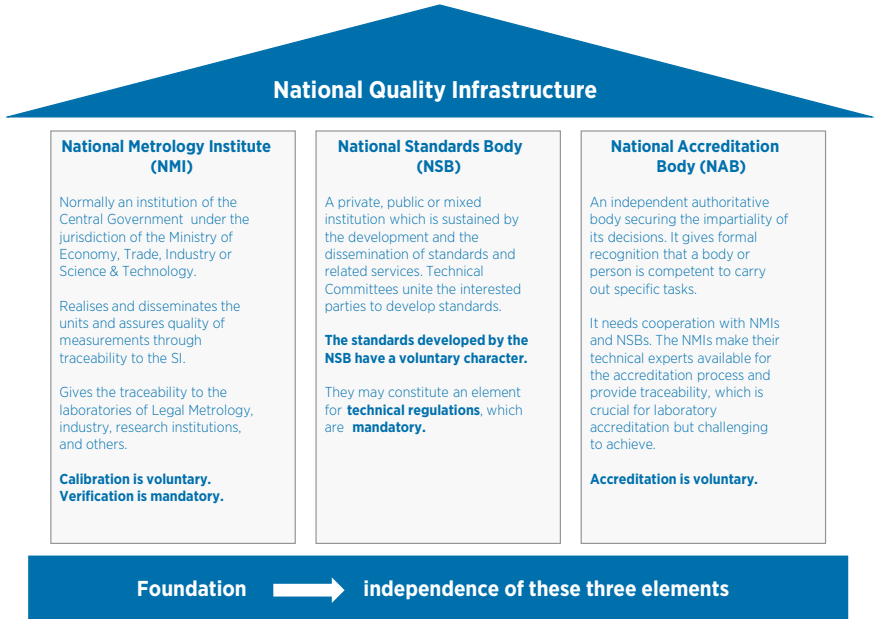 National Quality Infrastructure
National Metrology Institute
(NMI)
Normally an institution of the
Central Government under the
jurisdiction of the Ministry of
Economy, Trade, Industry or
Science & Technology.
Realises and disseminates the
units and assures quality of
measurements through
traceability to the SI.
Gives the traceability to the
laboratories of Legal Metrology,
industry, research institutions,
and others.
Calibration is voluntary.
Verification is mandatory.
National Standards Body
(NSB)
A private, public or mixed
institution which is sustained by
the development and the
dissemination of standards and
related services. Technical
Committees unite the interested
parties to develop standards.
The standards developed by the
NSB have a voluntary character.
They may constitute an element
for technical regulations, which
are mandatory.
National Accreditation
Body (NAB)
An independent authoritative
body securing the impartiality of
its decisions. It gives formal
recognition that a body or
person is competent to carry
out specific tasks.
It needs cooperation with NMIs
and NSBs. The NMIs make their
technical experts available for
the accreditation process and
provide traceability, which is
crucial for laboratory
accreditation but challenging
to achieve.
Accreditation is voluntary.
Foundation independence of these three elements